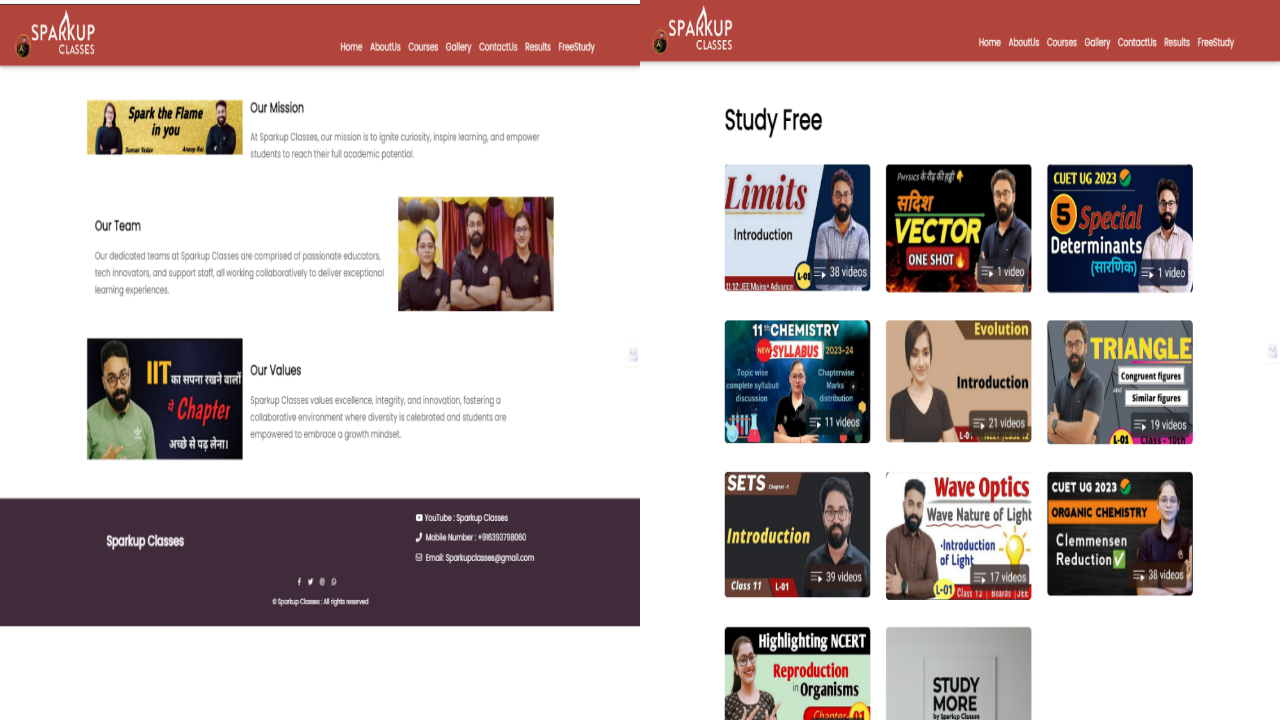 SPARKUP
CLASSES
Home AboutUs Courses Gallery ContactUs Results FreeStudy
Spark the Flame
in you
Suman Yadav Anoop Rai
Our Mission
At Sparkup Classes, our mission is to ignite curiosity, inspire learning, and empower
students to reach their full academic potential.
Our Team
Our dedicated teams at Sparkup Classes are comprised of passionate educators,
tech innovators, and support staff, all working collaboratively to deliver exceptional
learning experiences.
IIT का सपना रखने वालों
ये Chapter
अच्छे से पढ़ लेना।
Our Values
Sparkup Classes values excellence, integrity, and innovation, fostering a
collaborative environment where diversity is celebrated and students are
empowered to embrace a growth mindset.
Sparkup Classes
YouTube : Sparkup Classes
Mobile Number : +916393798060
Email: Sparkupclasses@gmail.com
© Sparkup Classes : All rights reserved
SPARKUP
CLASSES
Home AboutUs Courses Gallery ContactUs Results FreeStudy
Study Free
Limits
Introduction
L-01
38 videos
11 12 JEE Mains+ Advance
PHYSICS के रीढ़ की हड्डी
सदिश
VECTOR
ONE SHOT
1 video
CUET UG 2023
5 Special
Determinants
(सारणिक)
1 video
11th CHEMISTRY
NEW SYLLABUS 2023-24
Topic wise
complete syllabus
discussion
Chapterwise
Marks
distribution
11 videos
Evolution
Introduction
21 videos
TRIANGLE
Congruent figures
and
Similar figures
19 videos
L-01 Class - 10th
SETS Chapter -1
Introduction
39 videos
Class 11 L-01
Wave Optics
Wave Nature of Light
•Introduction
of Light
17 videos
L-01 Class 12 Boards JEE
CUET UG 2023
ORGANIC CHEMISTRY
Clemmensen
Reduction
38 videos
Highlighting NCERT
Reproduction
in Organisms
Chapter- 01
STUDY
MORE
by Sparkup Classes